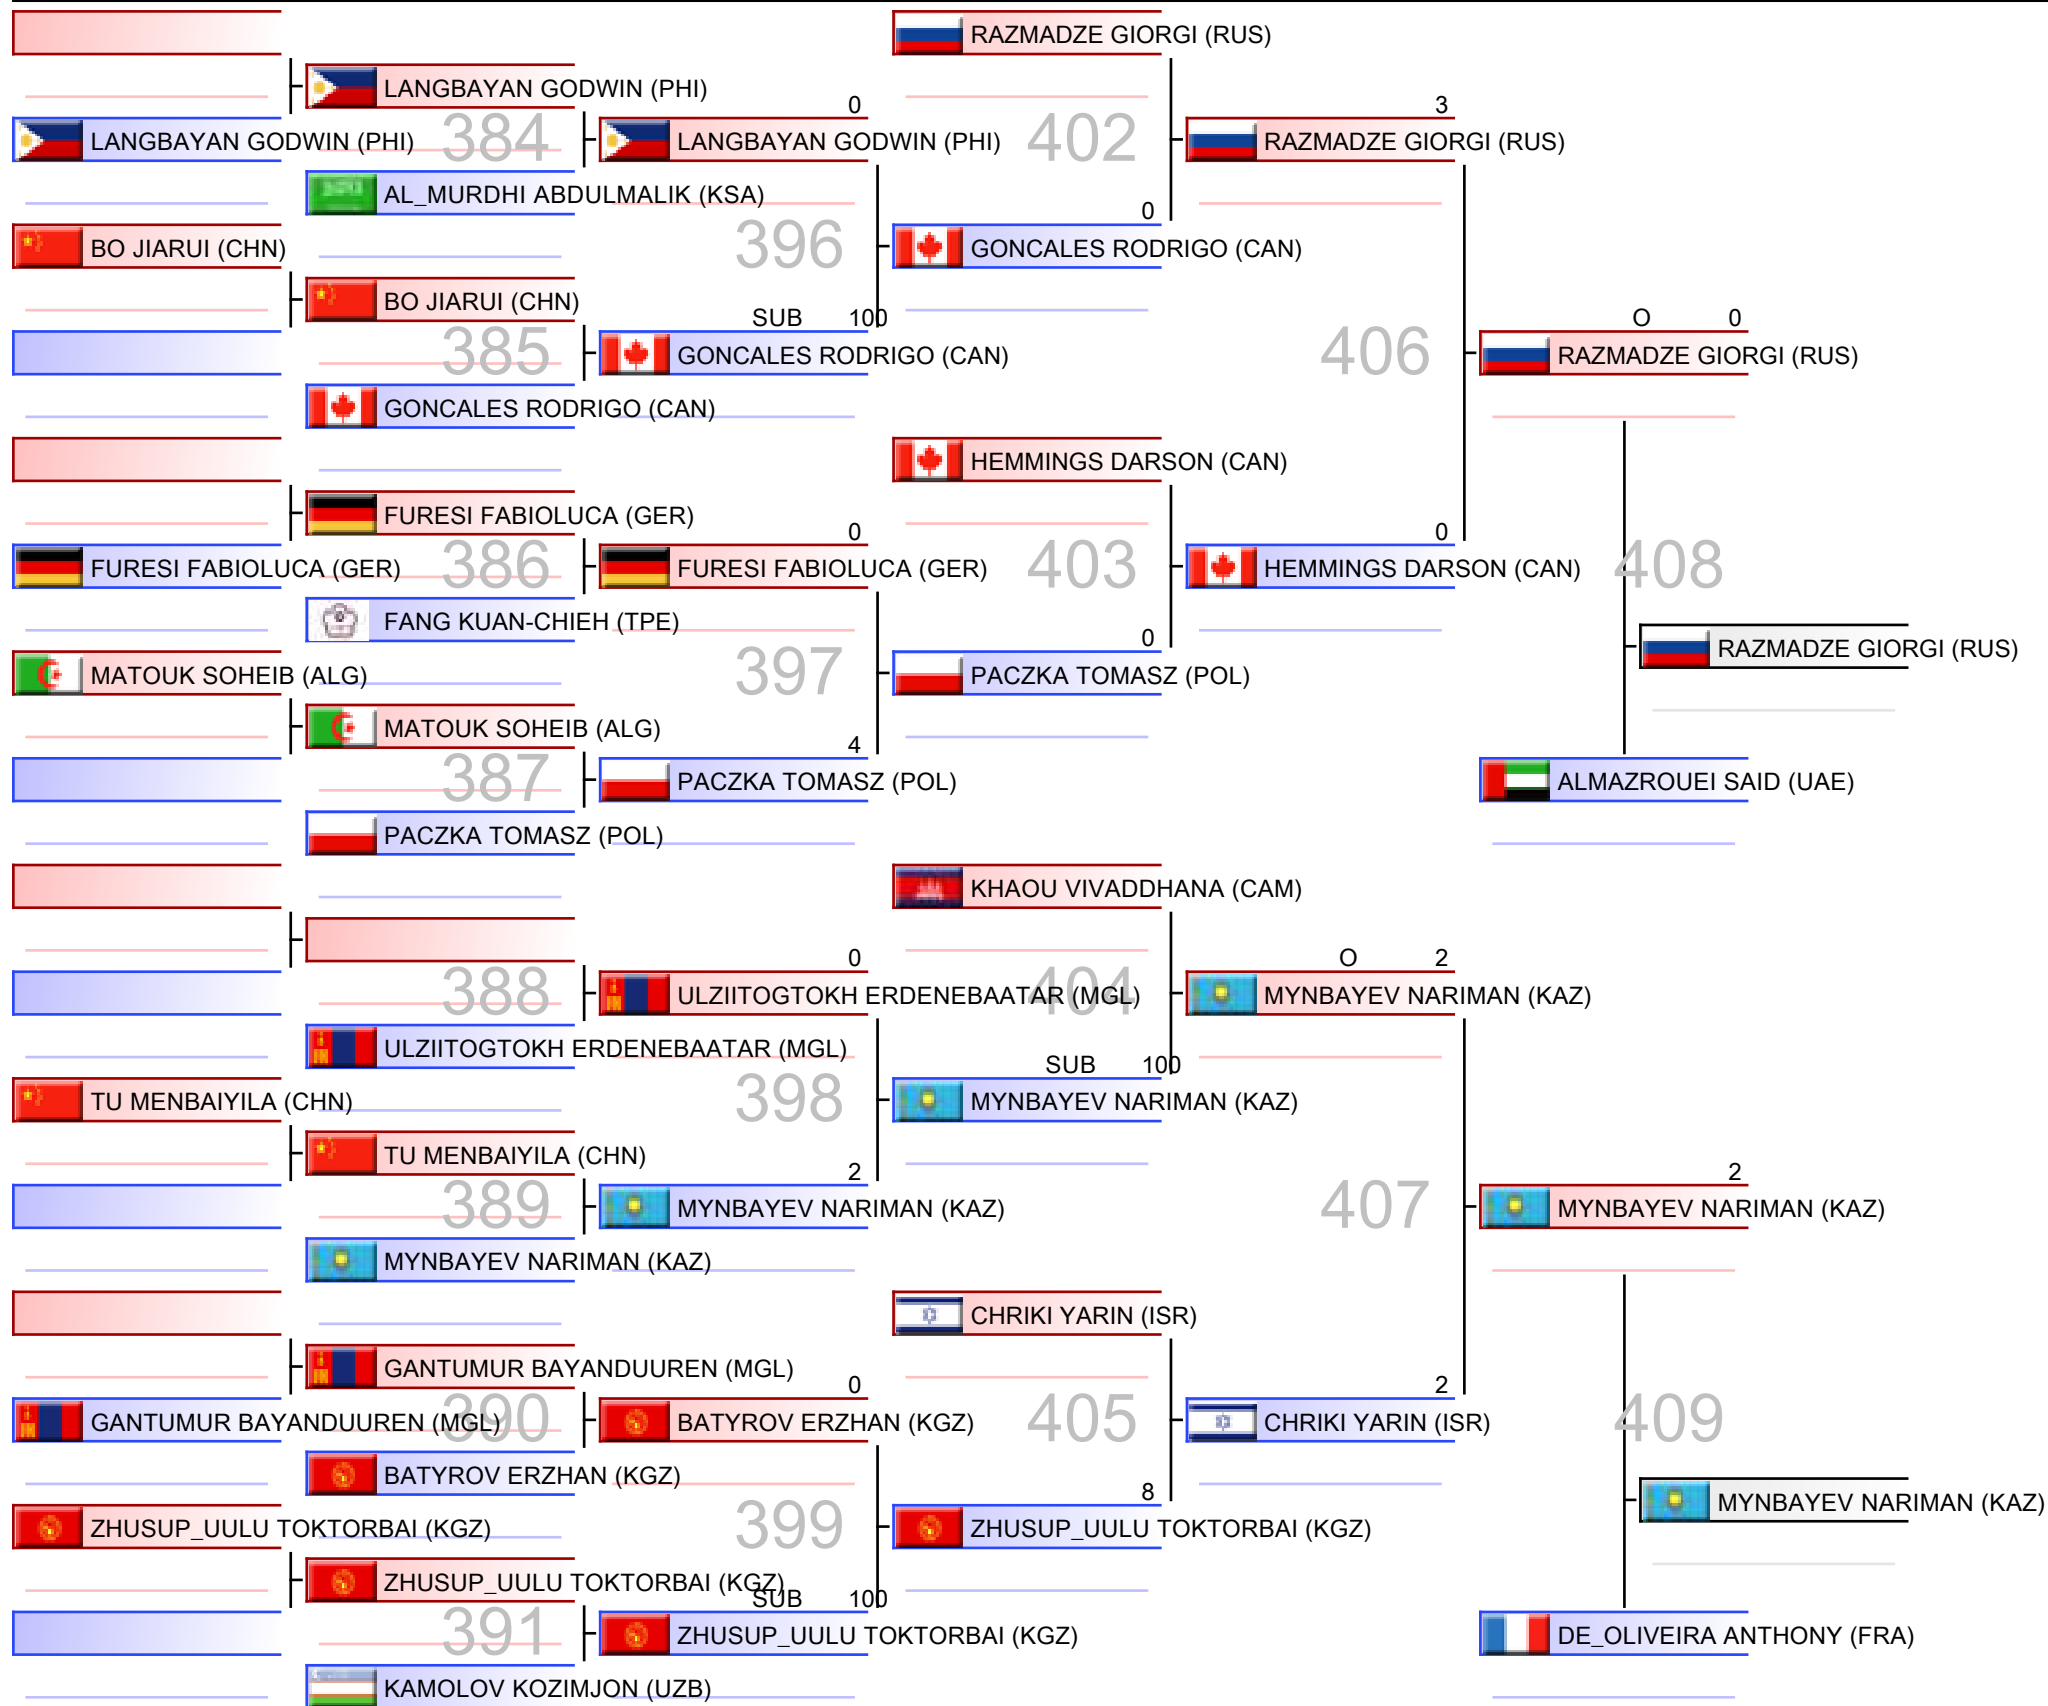 RAZMADZE GIORGI (RUS)
LANGBAYAN GODWIN (PHI)
0
3
LANGBAYAN GODWIN (PHI)
384
LANGBAYAN GODWIN (PHI)
402
RAZMADZE GIORGI (RUS)
AL_MURDHI ABDULMALIK (KSA)
0
BO JIARUI (CHN)
396
GONCALES RODRIGO (CAN)
BO JIARUI (CHN)
SUB 100
O 0
385
GONCALES RODRIGO (CAN)
406
RAZMADZE GIORGI (RUS)
GONCALES RODRIGO (CAN)
HEMMINGS DARSON (CAN)
FURESI FABIOLUCA (GER)
0
0
FURESI FABIOLUCA (GER)
386
FURESI FABIOLUCA (GER)
403
HEMMINGS DARSON (CAN)
408
FANG KUAN-CHIEH (TPE)
0
RAZMADZE GIORGI (RUS)
MATOUK SOHEIB (ALG)
397
PACZKA TOMASZ (POL)
MATOUK SOHEIB (ALG)
4
387
PACZKA TOMASZ (POL)
ALMAZROUEI SAID (UAE)
PACZKA TOMASZ (POL)
KHAOU VIVADDHANA (CAM)
0
O 2
388
ULZIITOGTOKH ERDENEBAATAR (MGL)
404
MYNBAYEV NARIMAN (KAZ)
ULZIITOGTOKH ERDENEBAATAR (MGL)
SUB 100
TU MENBAIYILA (CHN)
398
MYNBAYEV NARIMAN (KAZ)
TU MENBAIYILA (CHN)
2
2
389
MYNBAYEV NARIMAN (KAZ)
407
MYNBAYEV NARIMAN (KAZ)
MYNBAYEV NARIMAN (KAZ)
CHRIKI YARIN (ISR)
GANTUMUR BAYANDUUREN (MGL)
0
2
GANTUMUR BAYANDUUREN (MGL)
390
BATYROV ERZHAN (KGZ)
405
CHRIKI YARIN (ISR)
409
BATYROV ERZHAN (KGZ)
8
MYNBAYEV NARIMAN (KAZ)
ZHUSUP_UULU TOKTORBAI (KGZ)
399
ZHUSUP_UULU TOKTORBAI (KGZ)
ZHUSUP_UULU TOKTORBAI (KGZ)
SUB 100
391
ZHUSUP_UULU TOKTORBAI (KGZ)
DE_OLIVEIRA ANTHONY (FRA)
KAMOLOV KOZIMJON (UZB)